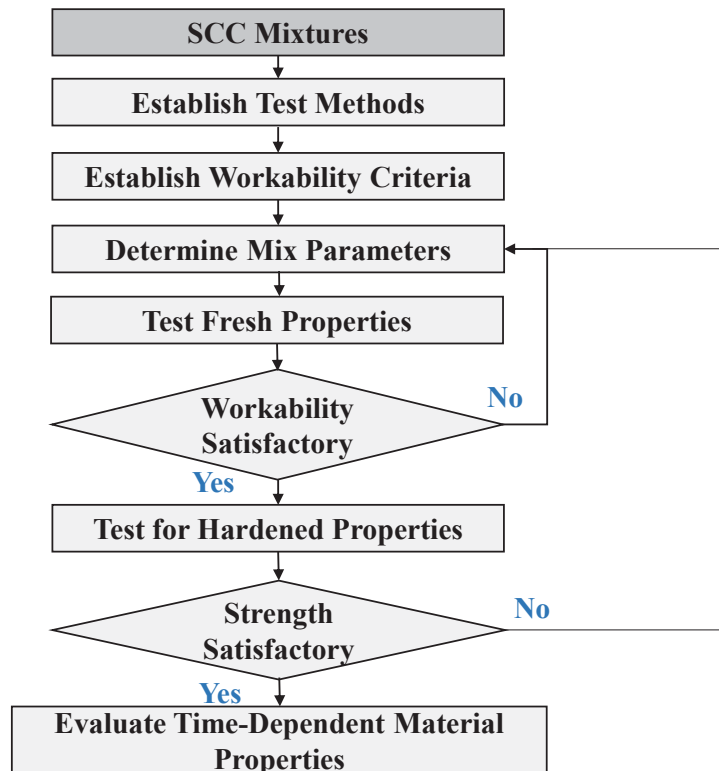 SCC Mixtures
Establish Test Methods
Establish Workability Criteria
Determine Mix Parameters
Test Fresh Properties
Workability
Satisfactory
No
Yes
Test for Hardened Properties
Strength
Satisfactory
No
Yes
Evaluate Time-Dependent Material
Properties